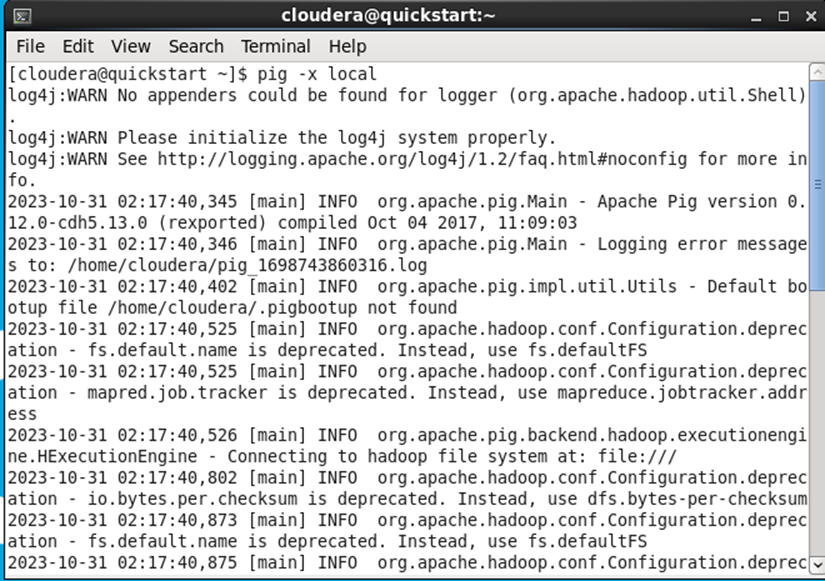 cloudera@quickstart:~
File Edit View Search Terminal Help
[cloudera@quickstart ~]$ pig -x local
log4j:WARN No appenders could be found for logger (org.apache.hadoop.util.Shell)
.
log4j:WARN Please initialize the log4j system properly.
log4j:WARN See http://logging.apache.org/log4j/1.2/faq.html#noconfig for more in
fo.
2023-10-31 02:17:40,345 [main] INFO  org.apache.pig.Main - Apache Pig version 0.
12.0-cdh5.13.0 (rexported) compiled Oct 04 2017, 11:09:03
2023-10-31 02:17:40,346 [main] INFO  org.apache.pig.Main - Logging error message
s to: /home/cloudera/pig_1698743860316.log
2023-10-31 02:17:40,402 [main] INFO  org.apache.pig.impl.util.Utils - Default bo
otup file /home/cloudera/.pigbootup not found
2023-10-31 02:17:40,525 [main] INFO  org.apache.hadoop.conf.Configuration.deprec
ation - fs.default.name is deprecated. Instead, use fs.defaultFS
2023-10-31 02:17:40,525 [main] INFO  org.apache.hadoop.conf.Configuration.deprec
ation - mapred.job.tracker is deprecated. Instead, use mapreduce.jobtracker.addr
ess
2023-10-31 02:17:40,526 [main] INFO  org.apache.pig.backend.hadoop.executionengi
ne.HExecutionEngine - Connecting to hadoop file system at: file:///
2023-10-31 02:17:40,802 [main] INFO  org.apache.hadoop.conf.Configuration.deprec
ation - io.bytes.per.checksum is deprecated. Instead, use dfs.bytes-per-checksum
2023-10-31 02:17:40,873 [main] INFO  org.apache.hadoop.conf.Configuration.deprec
ation - fs.default.name is deprecated. Instead, use fs.defaultFS
2023-10-31 02:17:40,875 [main] INFO  org.apache.hadoop.conf.Configuration.deprec